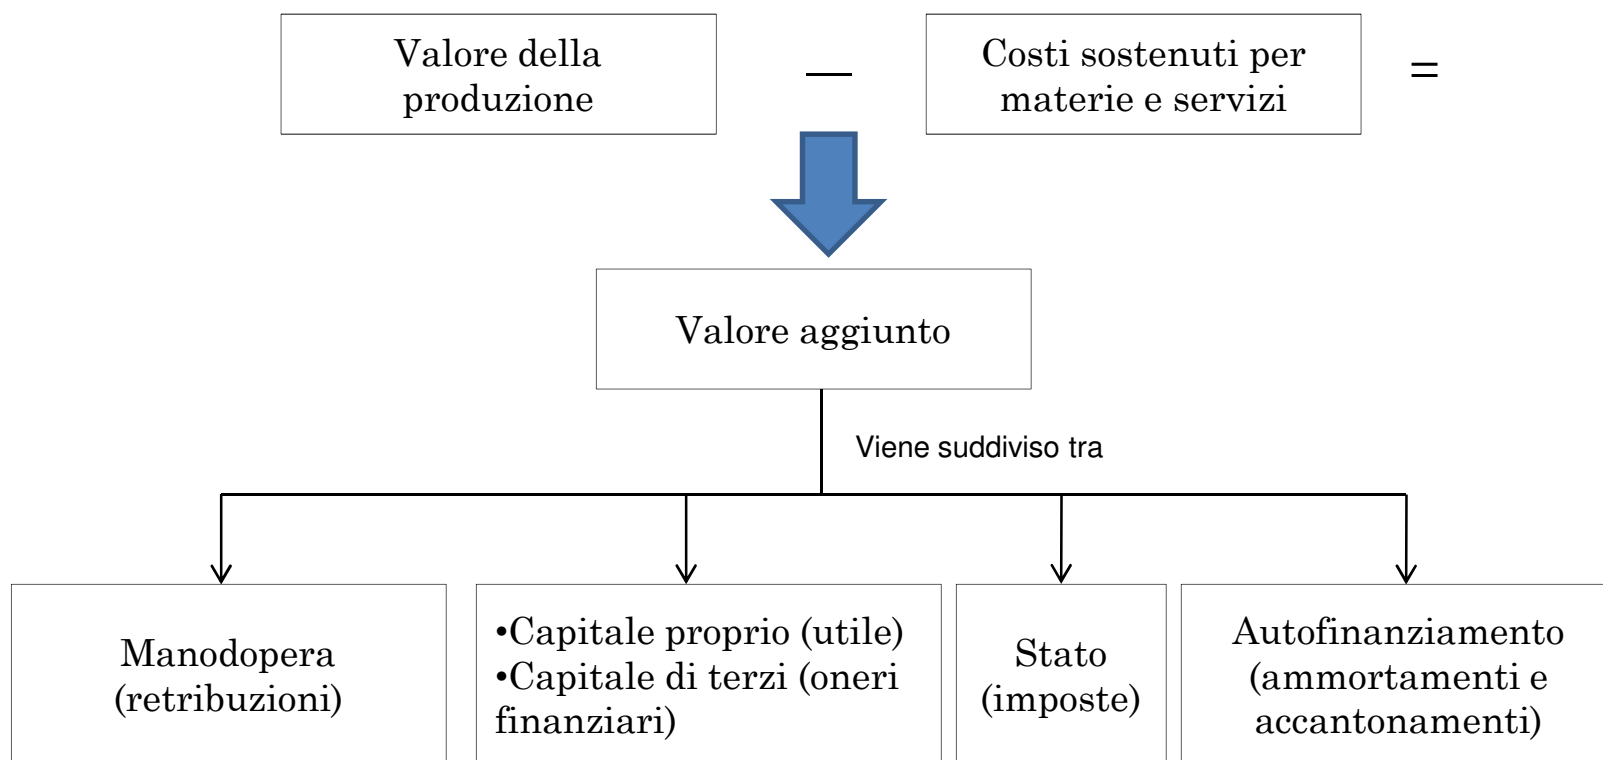 Valore della
produzione
—
Costi sostenuti per
materie e servizi
=
Valore aggiunto
Viene suddiviso tra
Manodopera
(retribuzioni)
•Capitale proprio (utile)
•Capitale di terzi (oneri
finanziari)
Stato
(imposte)
Autofinanziamento
(ammortamenti e
accantonamenti)